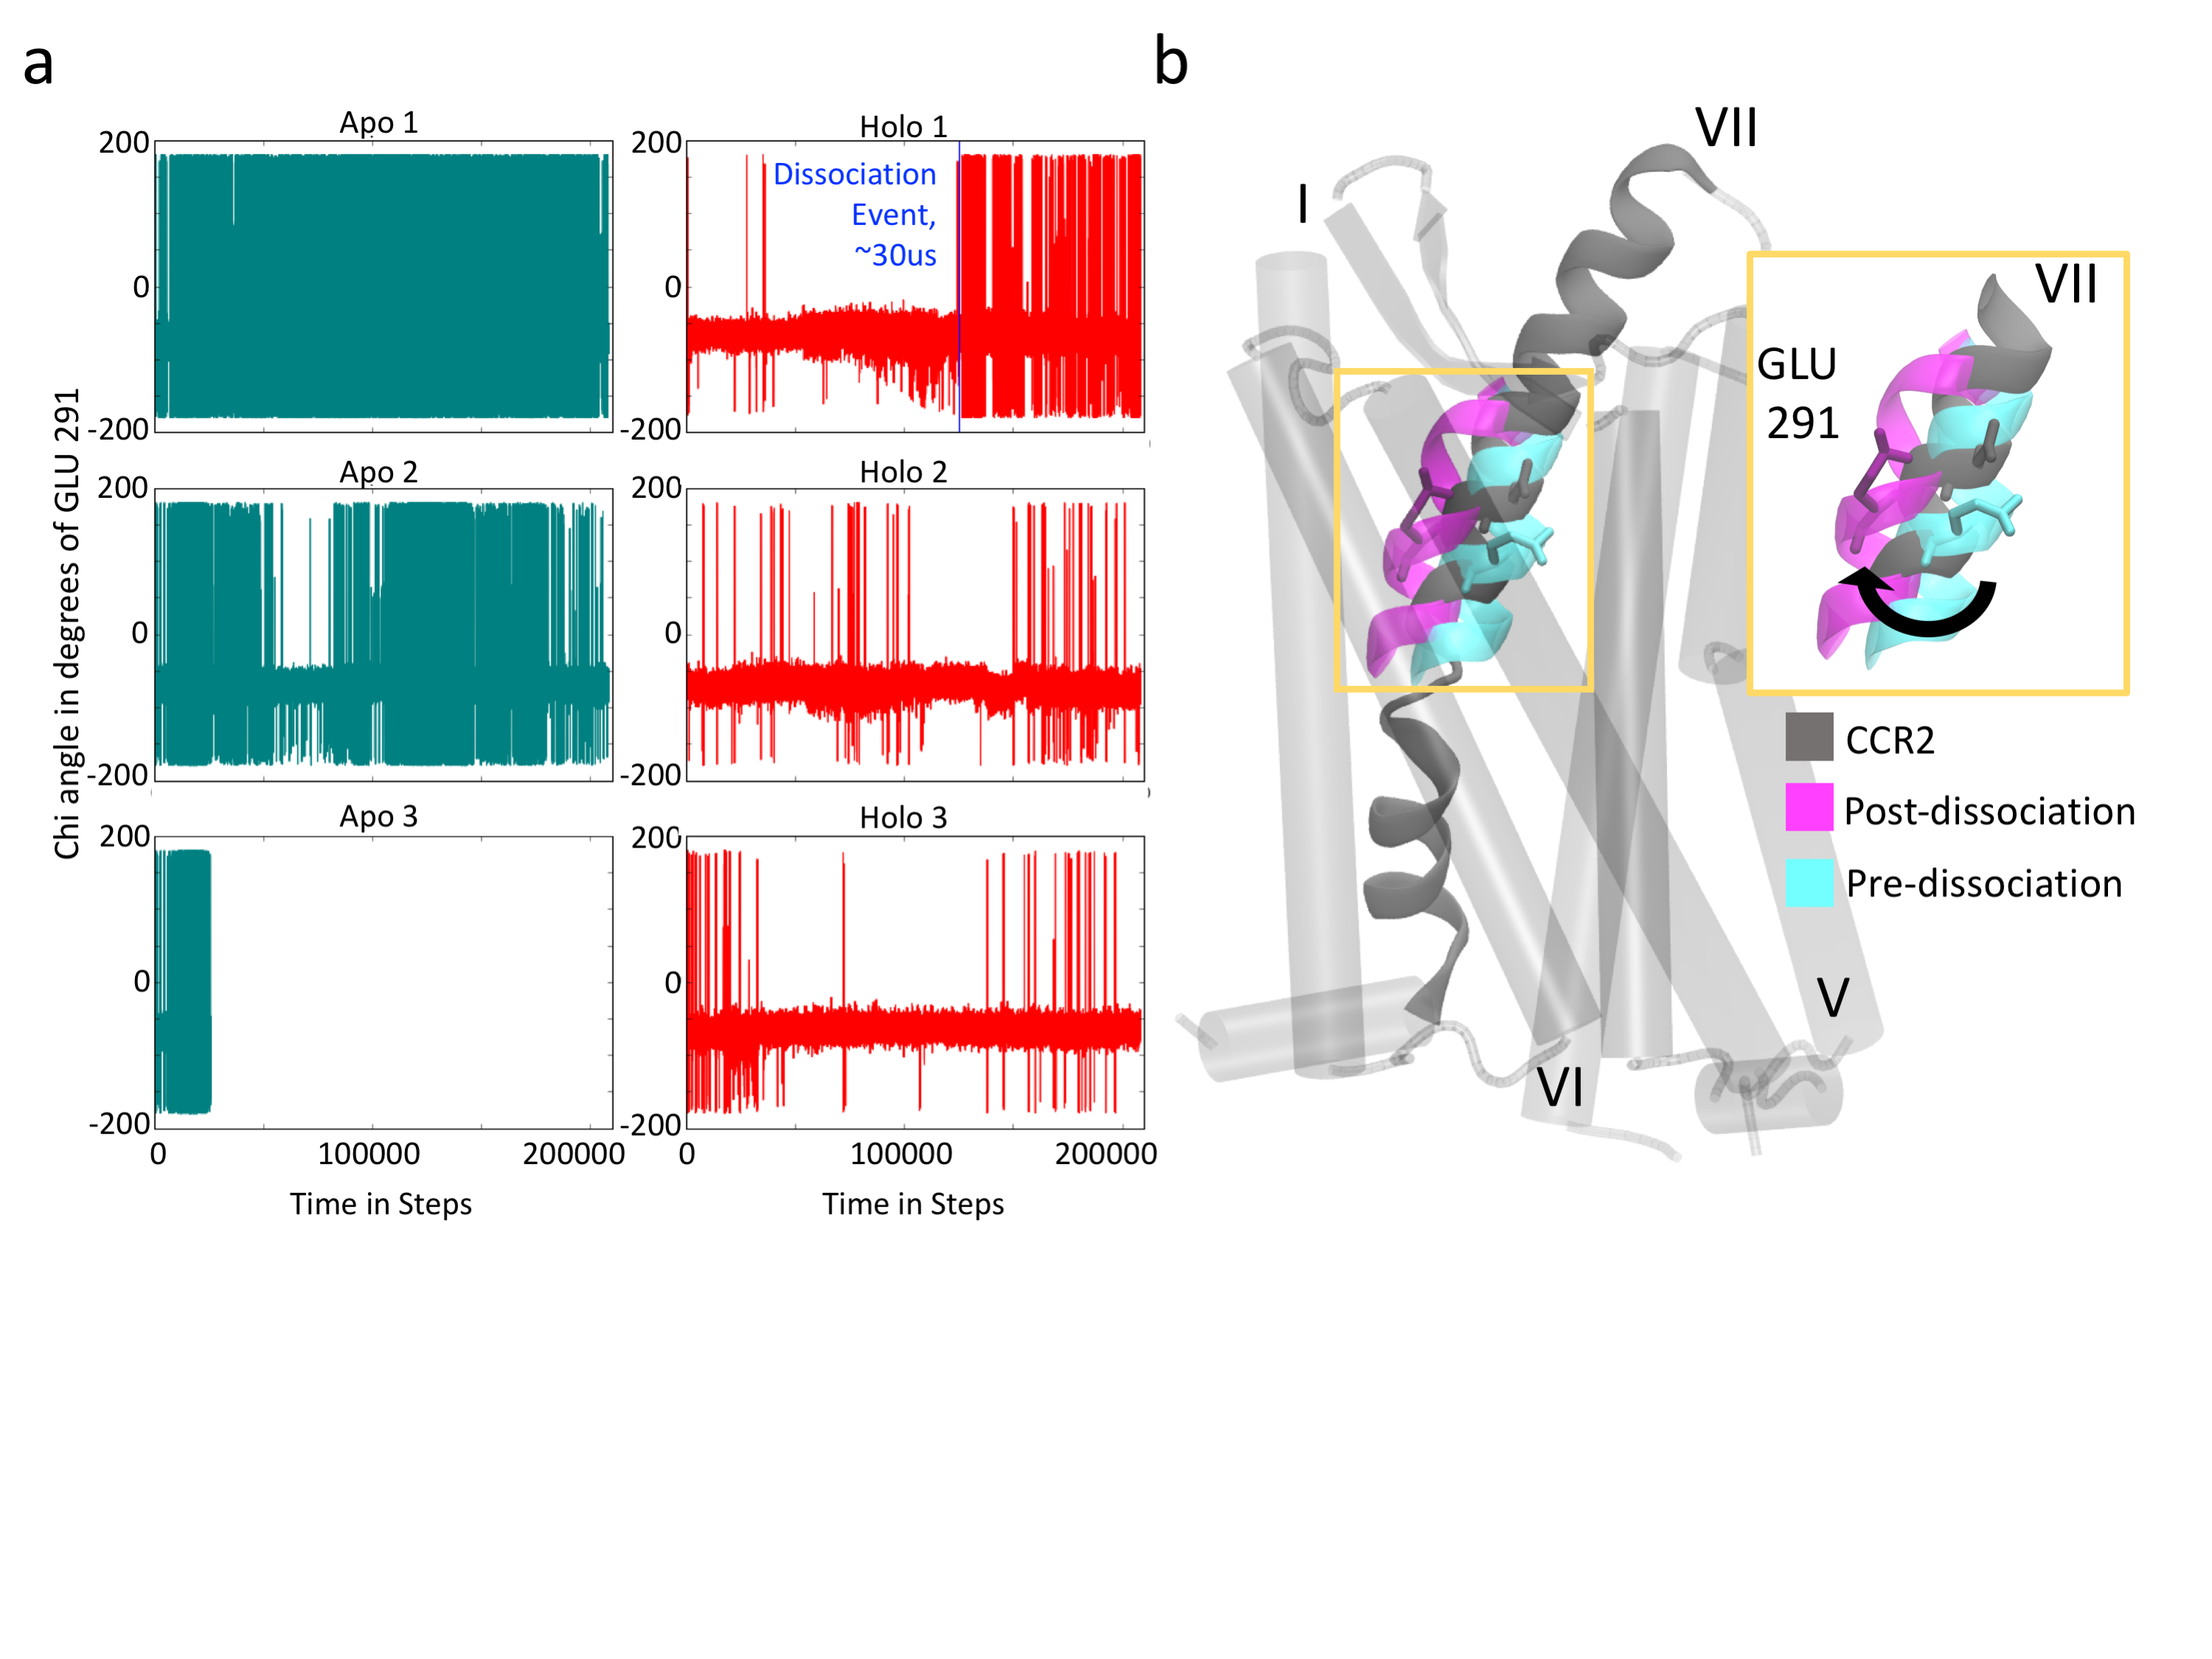 a
Chi angle in degrees of GLU 291
Apo 1
200
0
-200
Holo 1
200
0
-200
Dissociation
Event,
~30us
Apo 2
200
0
-200
Holo 2
200
0
-200
Apo 3
200
0
-200
0 100000 200000
Time in Steps
Holo 3
200
0
-200
0 100000 200000
Time in Steps
b
VII
I
VII
GLU
291
CCR2
Post-dissociation
Pre-dissociation
V
VI